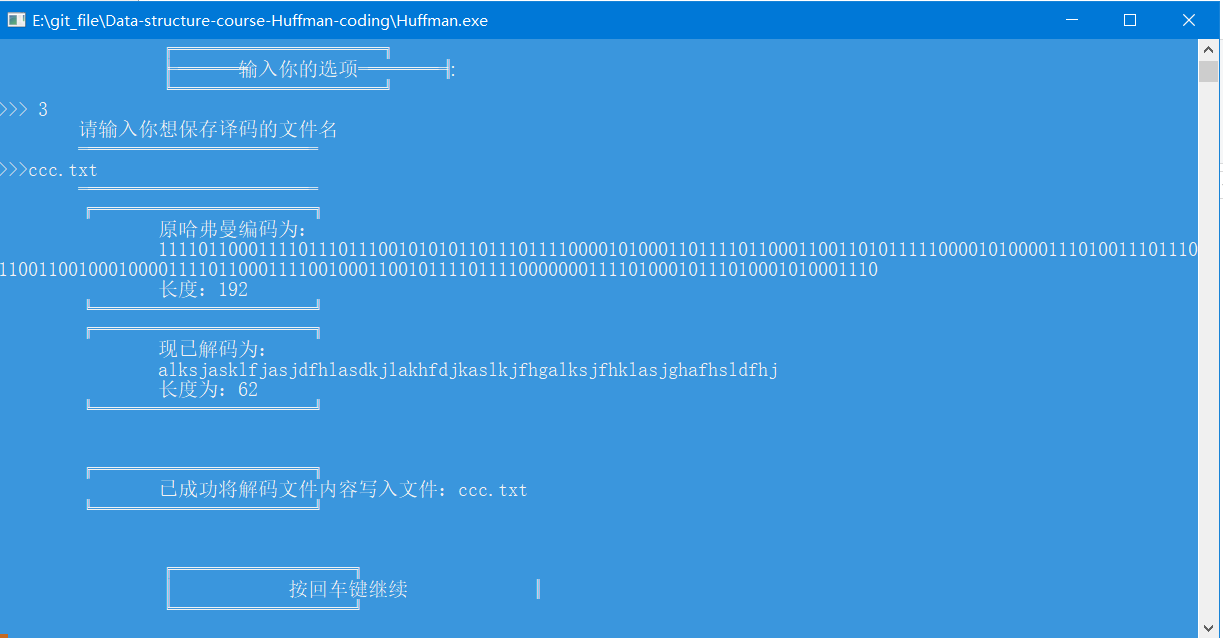 E:\git_file\Data-structure-course-Huffman-coding\Huffman.exe
输入你的选项:
>>> 3
请输入你想保存译码的文件名
>>>ccc.txt
原哈弗曼编码为:
11110110001111011101110010101011011101111000010100011011110110001100110101111100001010000111010011101110
1100110010001000011110110001111001000110010111101111000000011110100010111010001010001110
长度: 192
现已解码为:
alksjasklfjasjdfhlasdkjlakhfdjkaslkjfhgalksjfhklasjghafhsldfhj
长度为: 62
已成功将解码文件内容写入文件: ccc.txt
按回车键继续